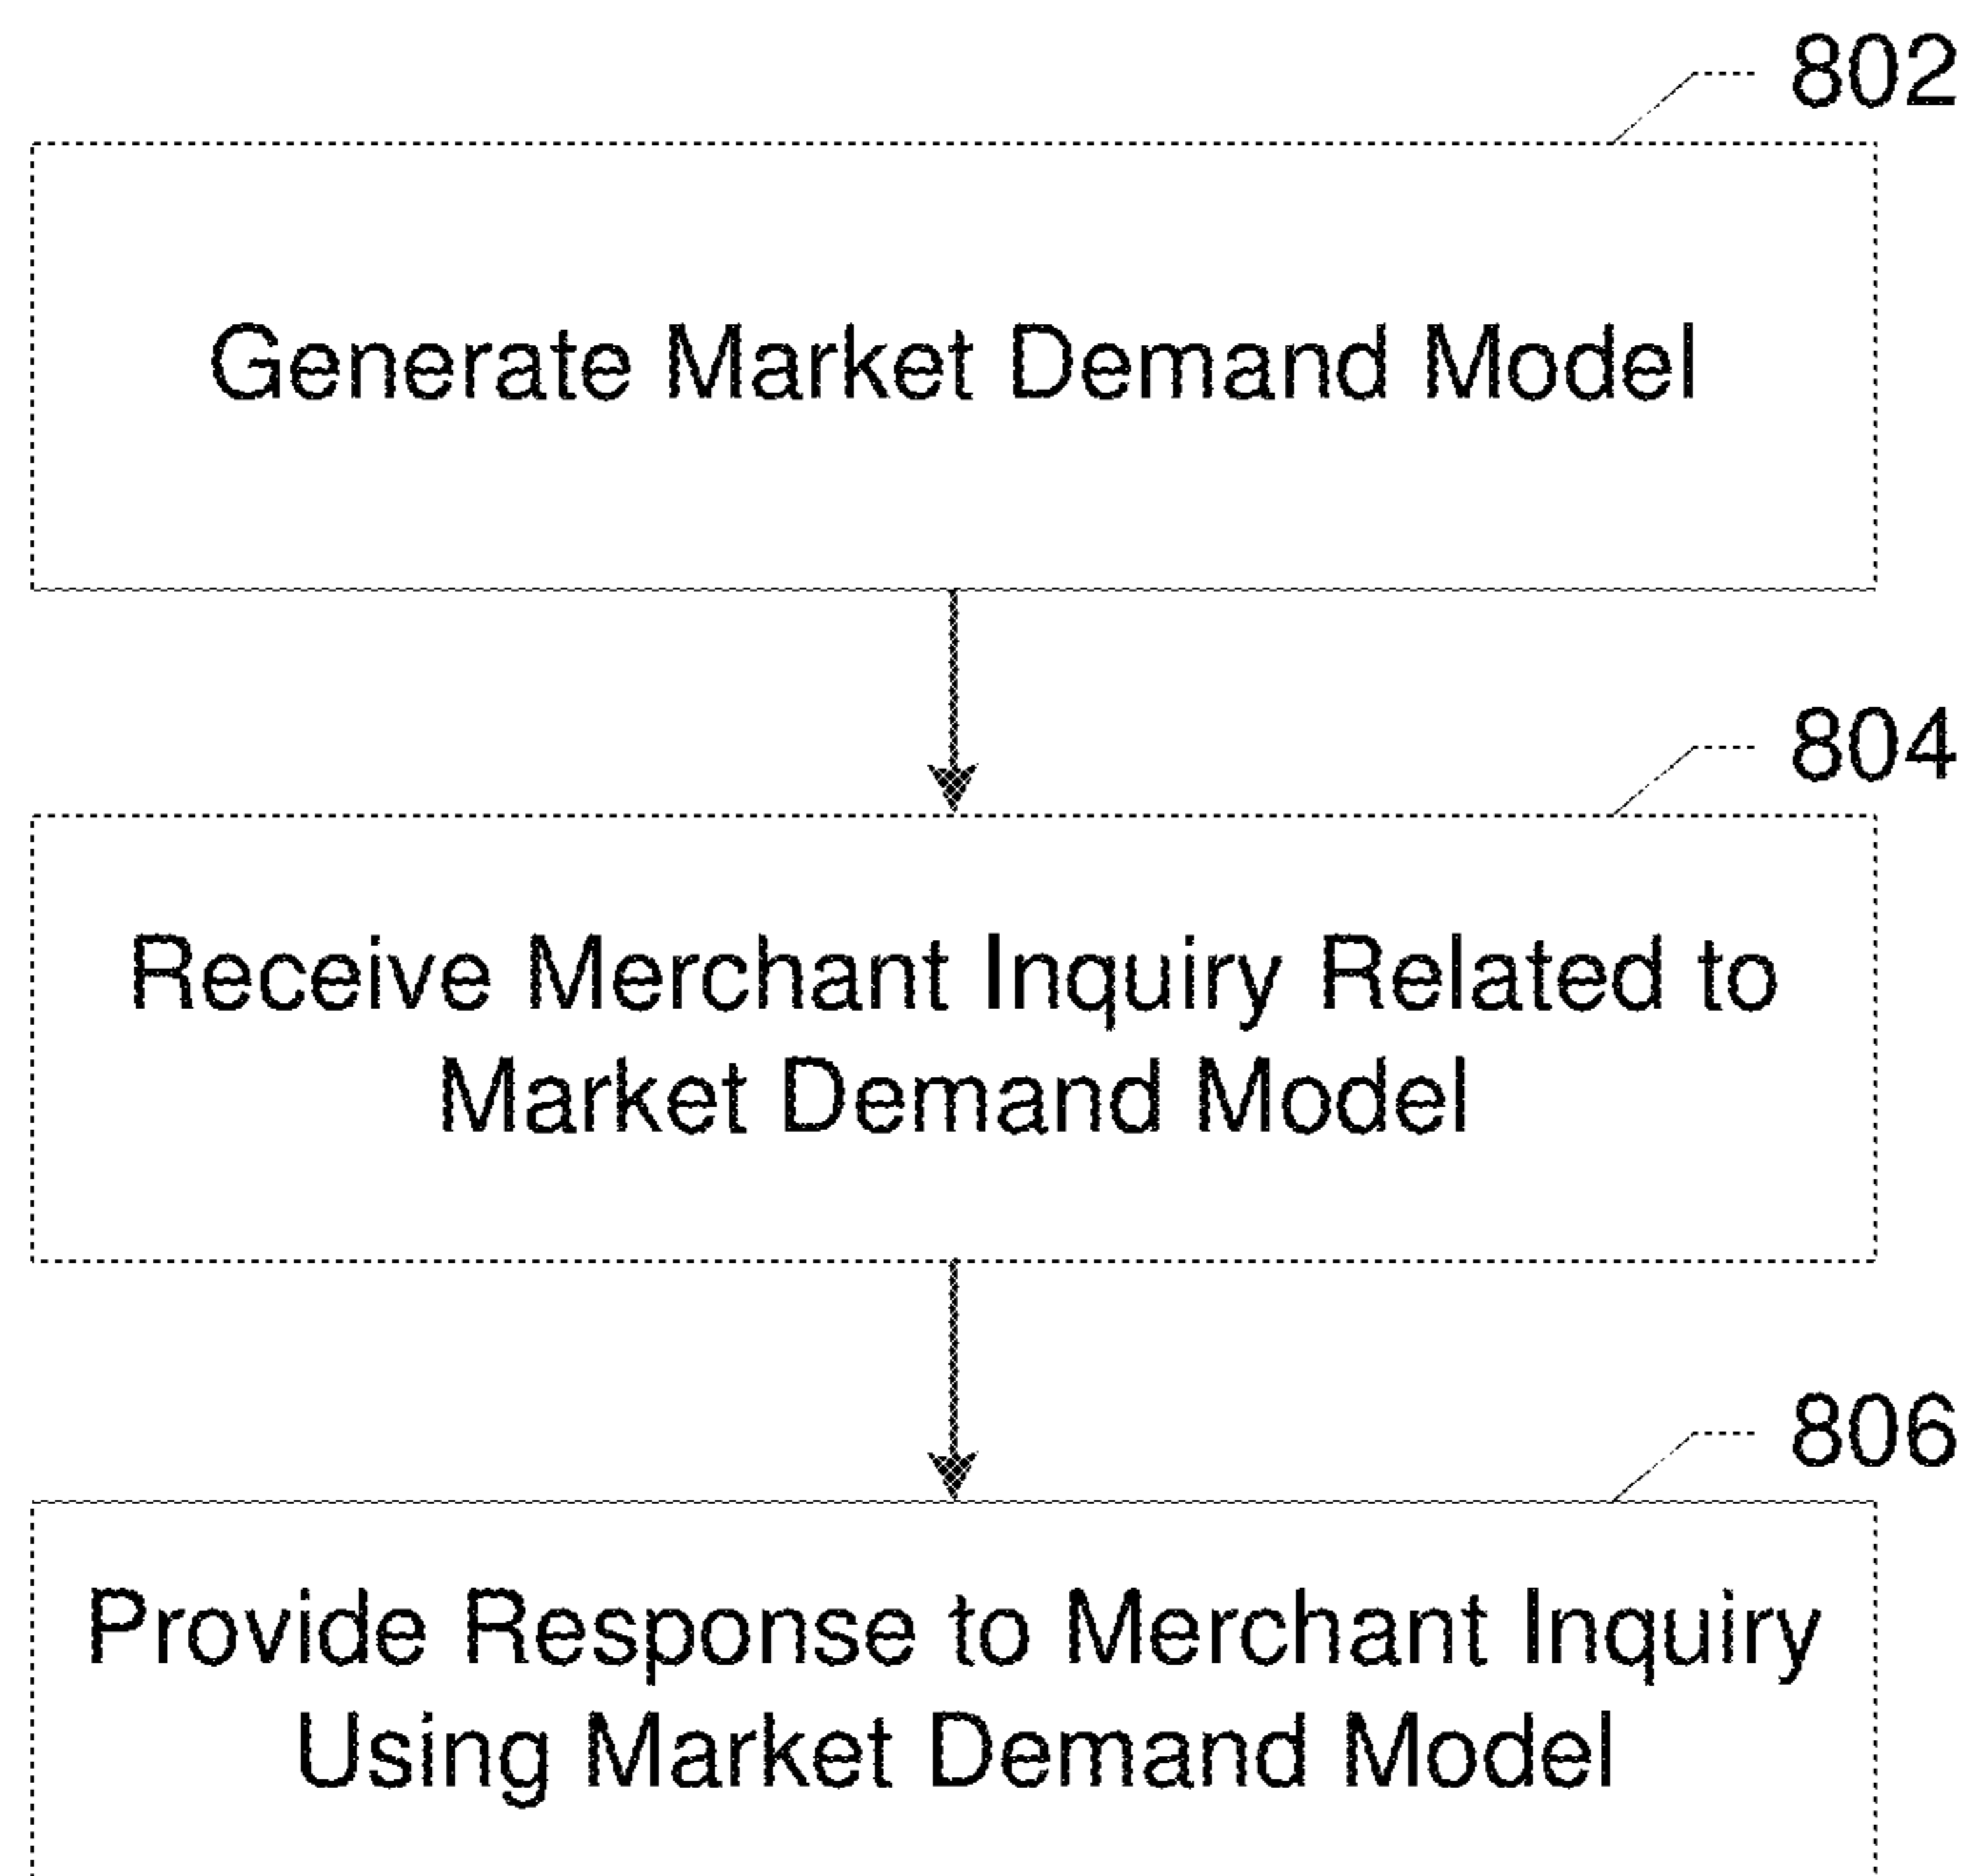 802
Generate Market Demand Model
804
Receive Merchant Inquiry Related to
Market Demand Model
806
Provide Response to Merchant Inquiry
Using Market Demand Model